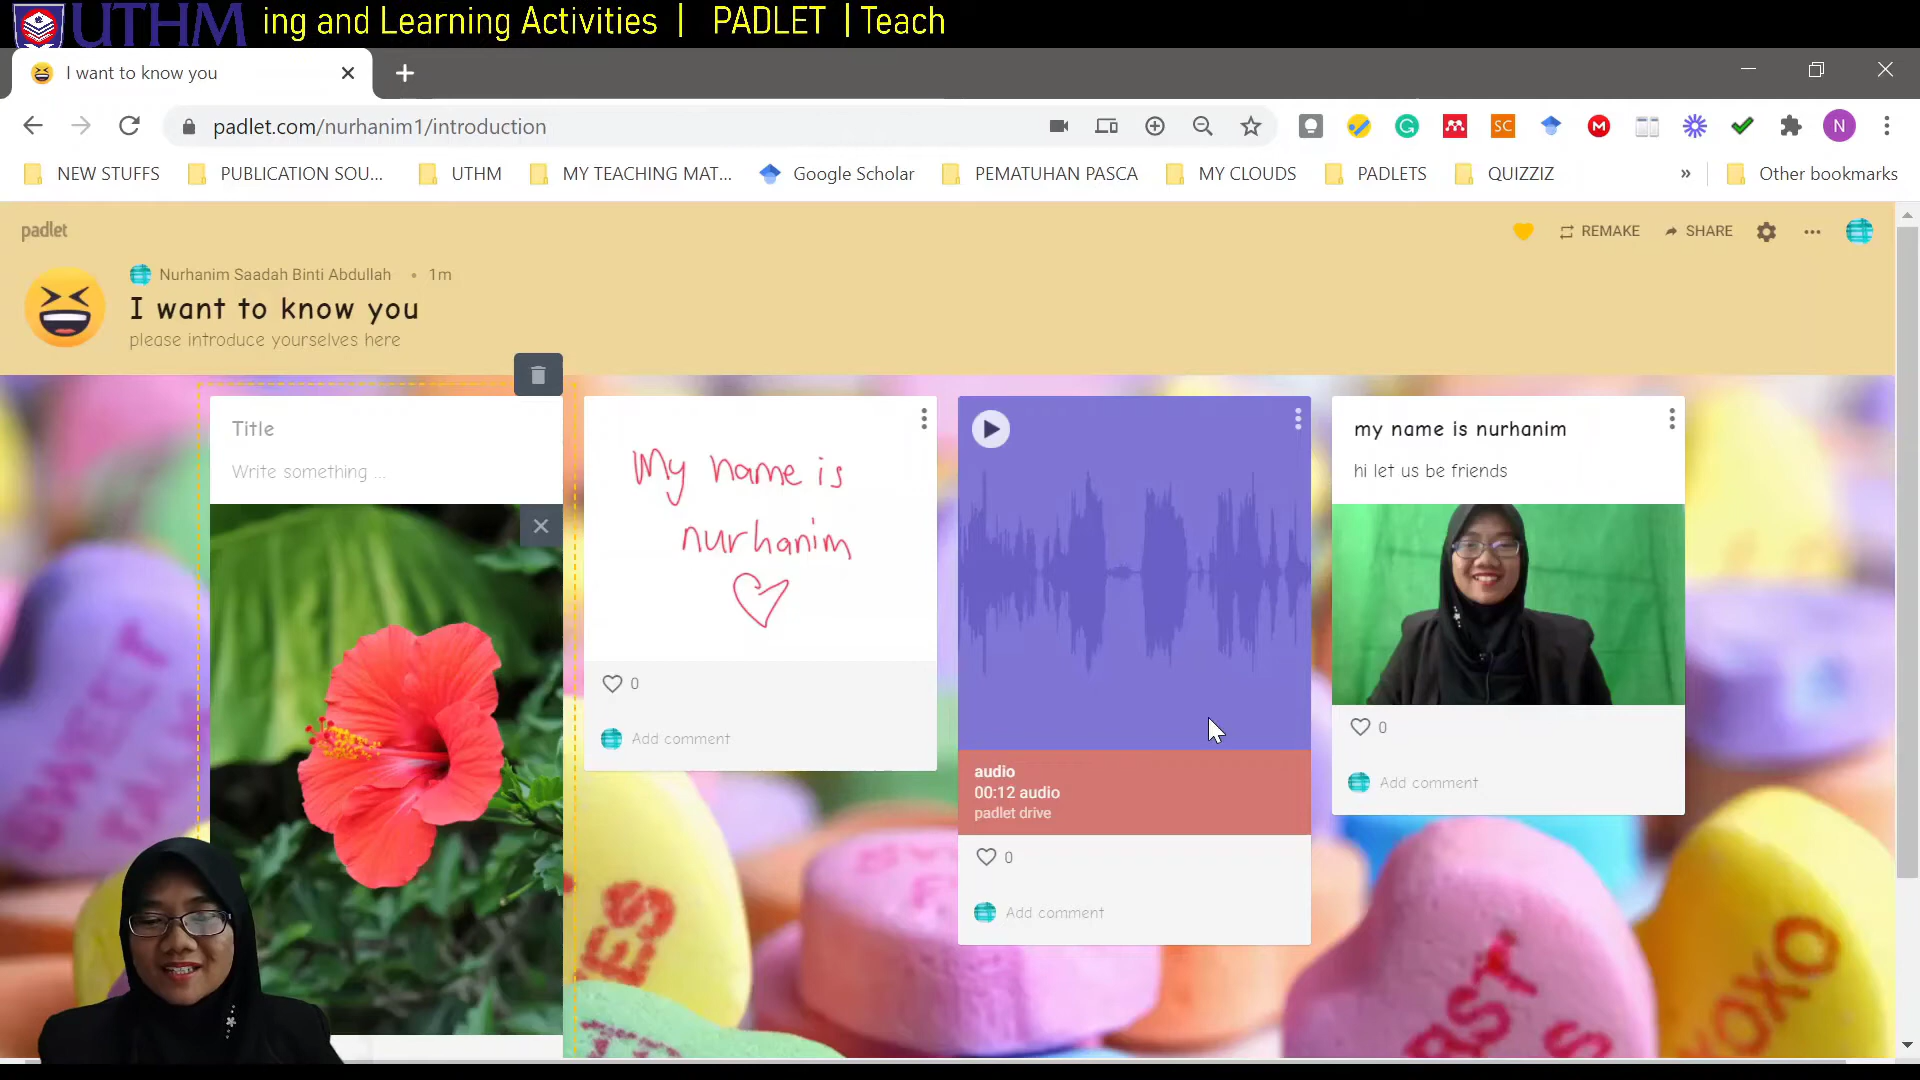 UTHM ing and Learning Activities | PADLET | Teach
I want to know you
padlet.com/nurhanim1/introduction
SC
M
N
NEW STUFFS
PUBLICATION SOU...
UTHM
MY TEACHING MAT...
Google Scholar
PEMATUHAN PASCA
MY CLOUDS
PADLETS
QUIZZIZ
»
Other bookmarks
padlet
REMAKE
SHARE
Nurhanim Saadah Binti Abdullah • 1m
I want to know you
please introduce yourselves here
Title
Write something ...
My name is
nurhanim
0
Add comment
audio
00:12 audio
padlet drive
0
Add comment
my name is nurhanim
hi let us be friends
0
Add comment
SWEET
TALK
XOXO